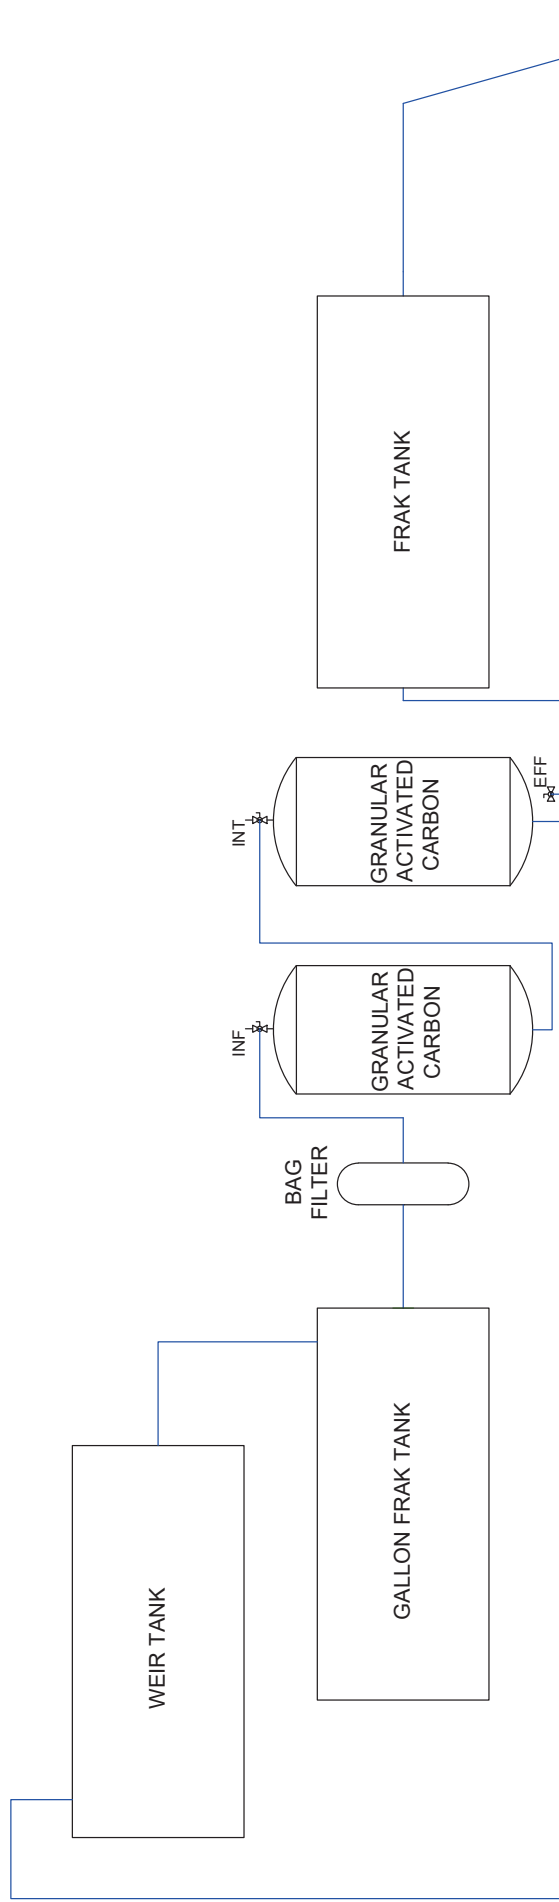 FRAK TANK
EFF
INT
GRANULAR
ACTIVATED
CARBON
INF
GRANULAR
ACTIVATED
CARBON
BAG
FILTER
GALLON FRAK TANK
WEIR TANK